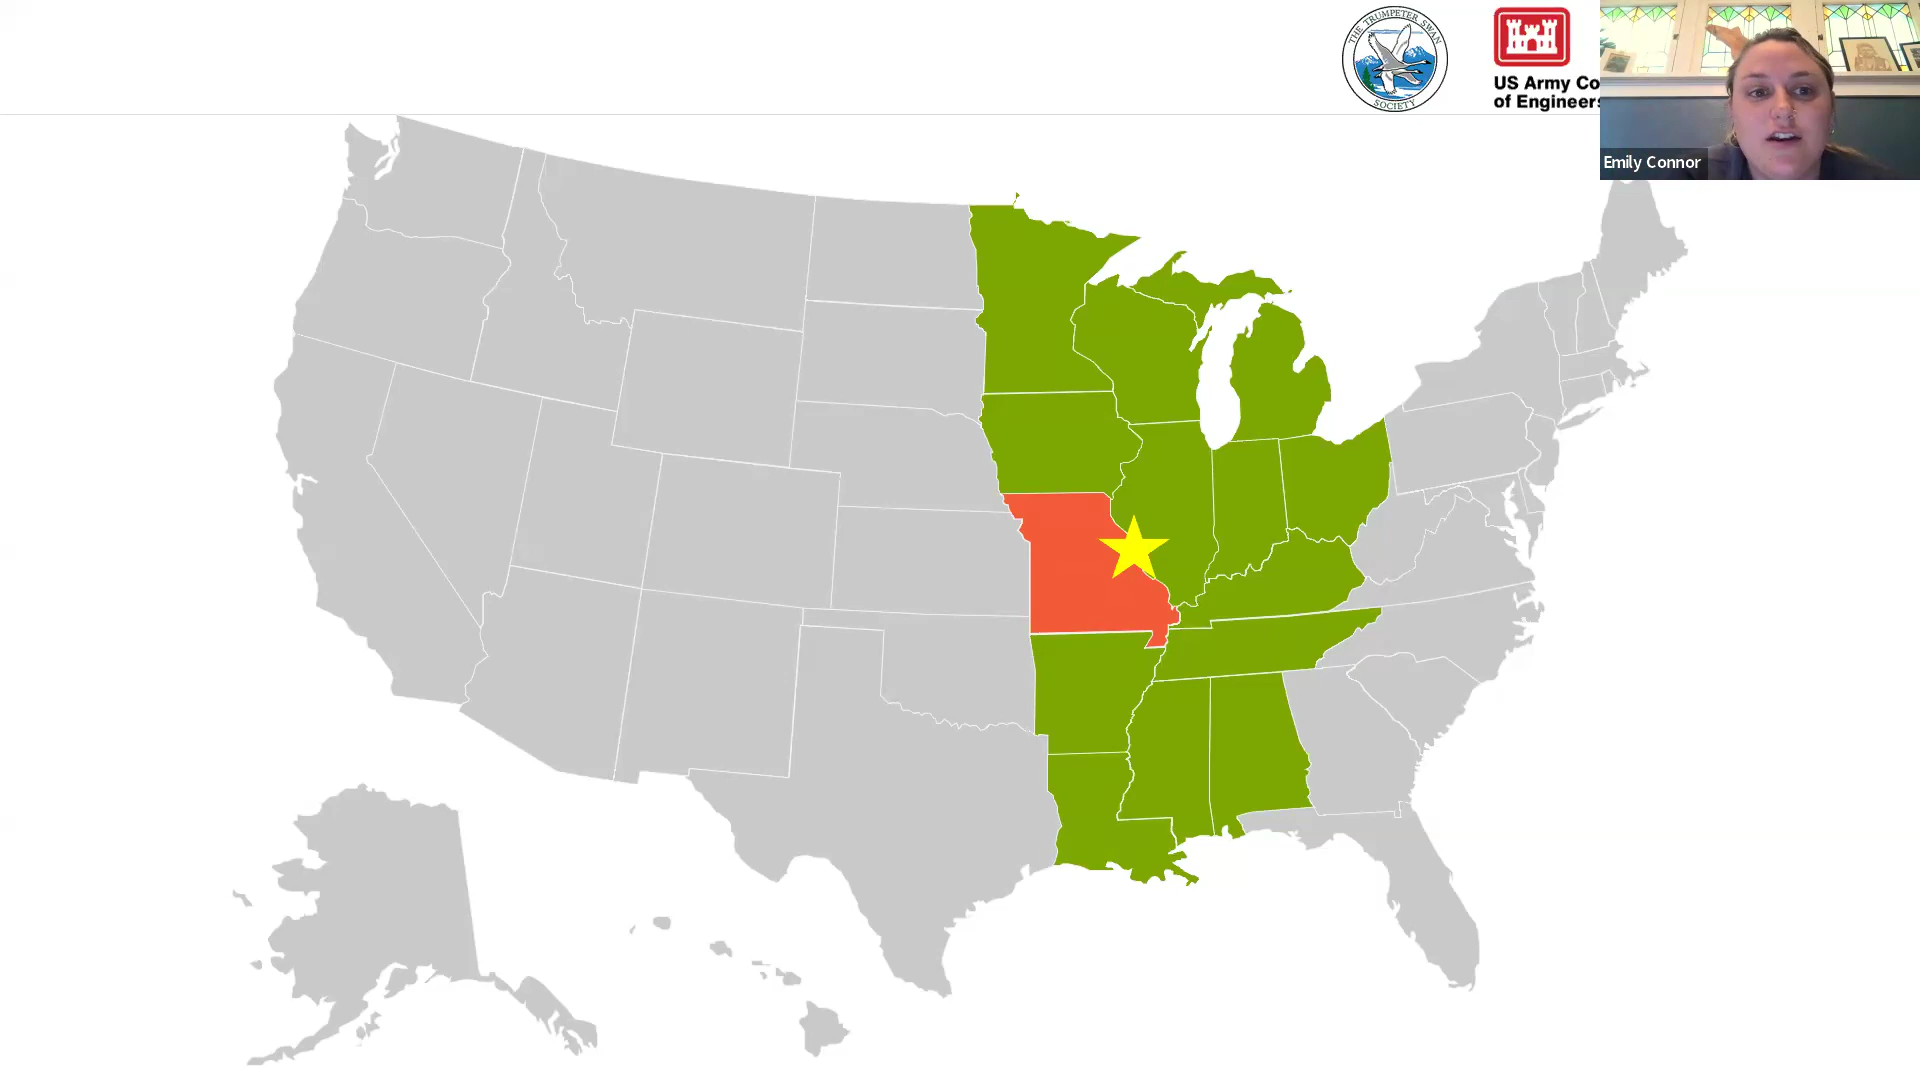 THE TRUMPETER SWAN
SOCIETY
US Army Co
of Engineers
Emily Connor